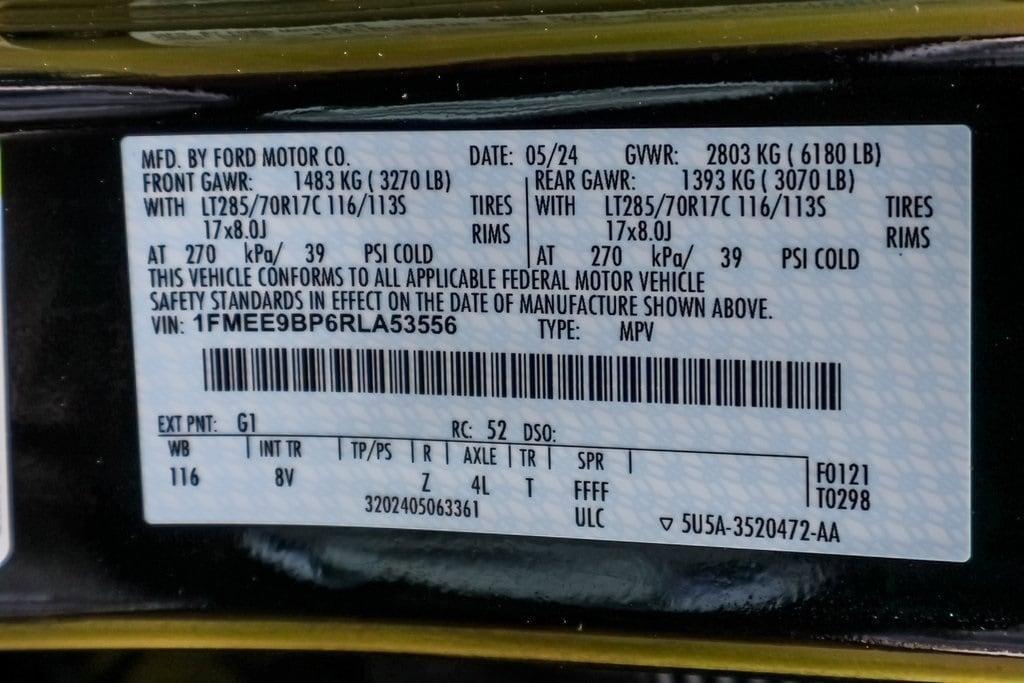 MFD. BY FORD MOTOR CO. DATE: 05/24 GVWR: 2803 KG ( 6180 LB)
FRONT GAWR: 1483 KG ( 3270 LB) REAR GAWR: 1393 KG ( 3070 LB)
WITH LT285/70R17C 116/113S TIRES WITH LT285/70R17C 116/113S TIRES
17x8.0J RIMS 17x8.0J RIMS
AT 270 kPa/ 39 PSI COLD AT 270 kPa/ 39 PSI COLD
THIS VEHICLE CONFORMS TO ALL APPLICABLE FEDERAL MOTOR VEHICLE
SAFETY STANDARDS IN EFFECT ON THE DATE OF MANUFACTURE SHOWN ABOVE.
VIN: 1FMEE9BP6RLA53556 TYPE: MPV
EXT PNT: G1 RC: 52 DSO:
WB INT TR TP/PS R AXLE TR SPR F0121
116 8V Z 4L T FFFF T0298
3202405063361 ULC ▽ 5U5A-3520472-AA